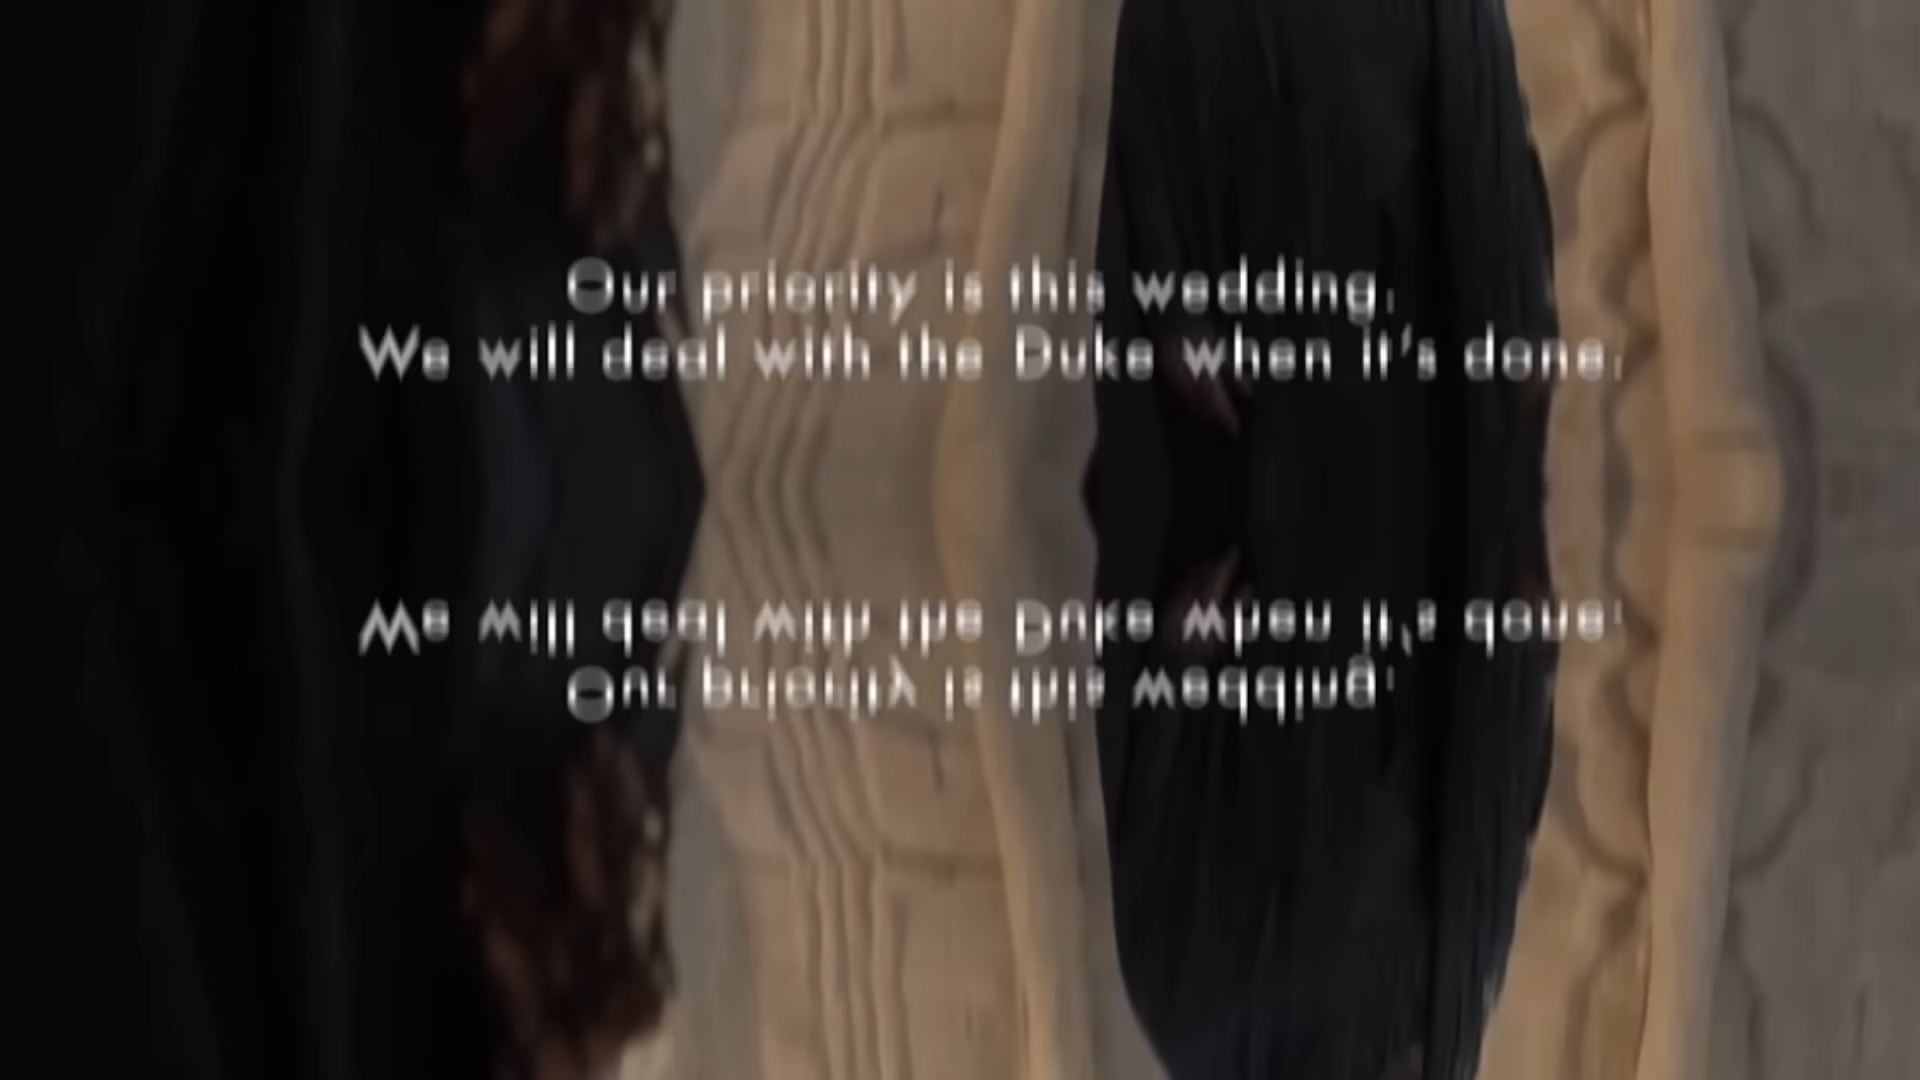 Our priority is this wedding.
We will deal with the Duke when it's done.
We will deal with the Duke when it's done.
Our priority is this wedding.